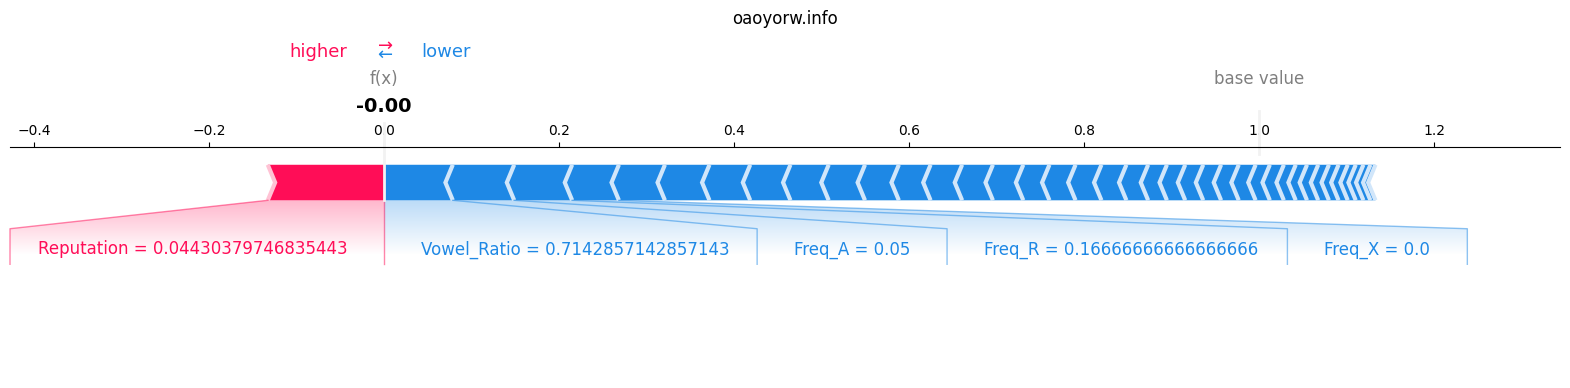 oaoyorw.info
higher ⇄ lower
f(x) base value
-0.00
−0.4 −0.2 0.0 0.2 0.4 0.6 0.8 1.0 1.2
Reputation = 0.04430379746835443 Vowel_Ratio = 0.7142857142857143 Freq_A = 0.05 Freq_R = 0.16666666666666666 Freq_X = 0.0